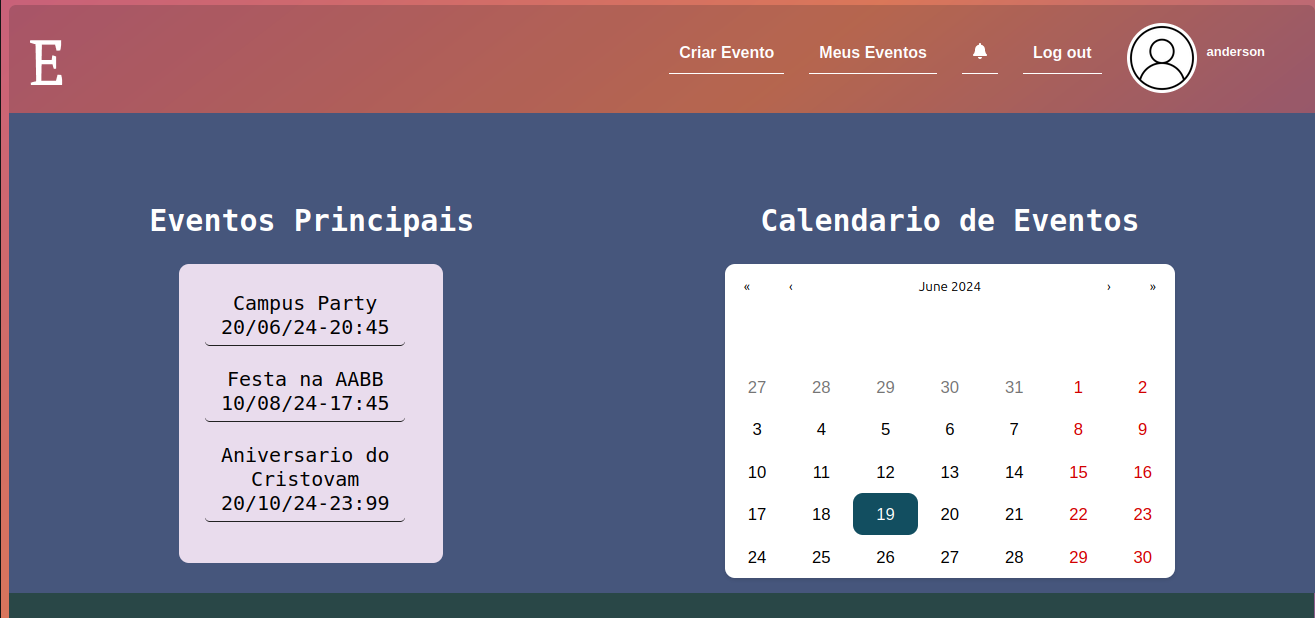 E
Criar Evento Meus Eventos Log out anderson
Eventos Principais
Campus Party
20/06/24-20:45
Festa na AABB
10/08/24-17:45
Aniversario do
Cristovam
20/10/24-23:99
Calendario de Eventos
« ‹ June 2024 › »
27 28 29 30 31 1 2
3 4 5 6 7 8 9
10 11 12 13 14 15 16
17 18 19 20 21 22 23
24 25 26 27 28 29 30